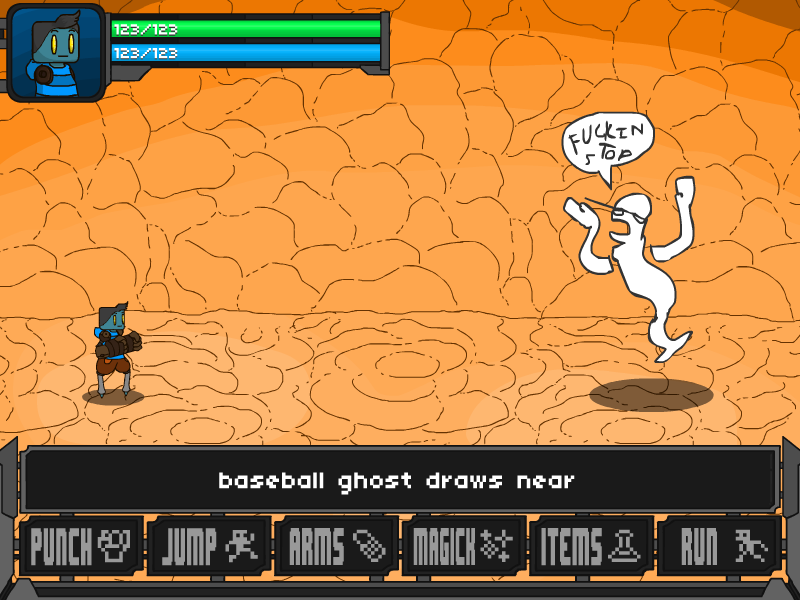 123/123
123/123
FUCKIN
STOP
baseball ghost draws near
PUNCH
JUMP
ARMS
MAGICK
ITEMS
RUN